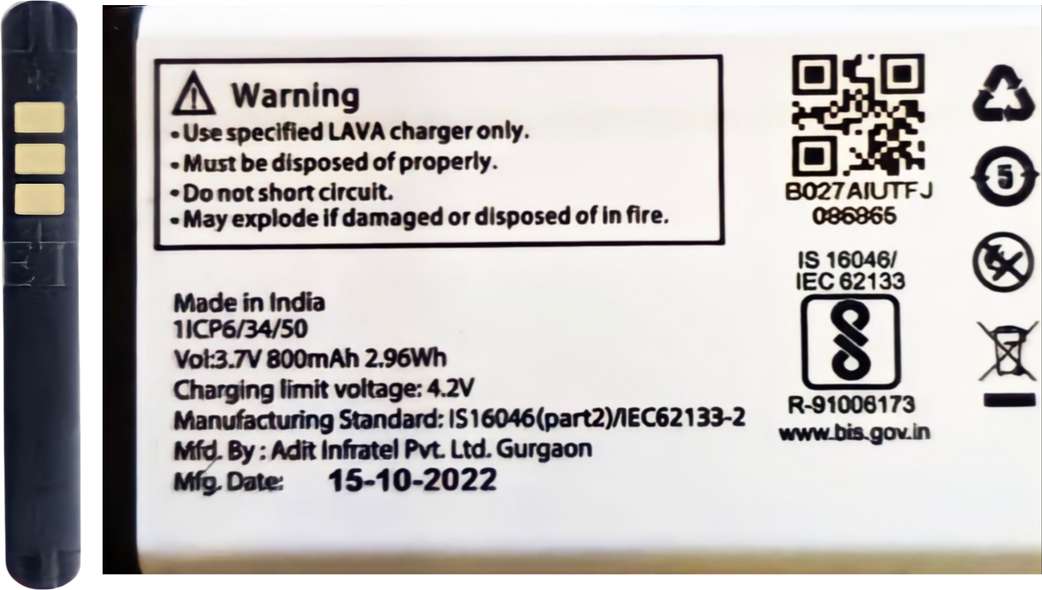 Warning
•Use specified LAVA charger only.
•Must be disposed of properly.
•Do not short circuit.
•May explode if damaged or disposed of in fire.
B027AIUTFJ
086865
5
IS 16046/
IEC 62133
R-91006173
www.bis.gov.in
Made in India
1ICP6/34/50
Vol:3.7V 800mAh 2.96Wh
Charging limit voltage: 4.2V
Manufacturing Standard: IS16046(part2)/IEC62133-2
Mfd. By : Adit Infratel Pvt. Ltd. Gurgaon
Mfg. Date: 15-10-2022